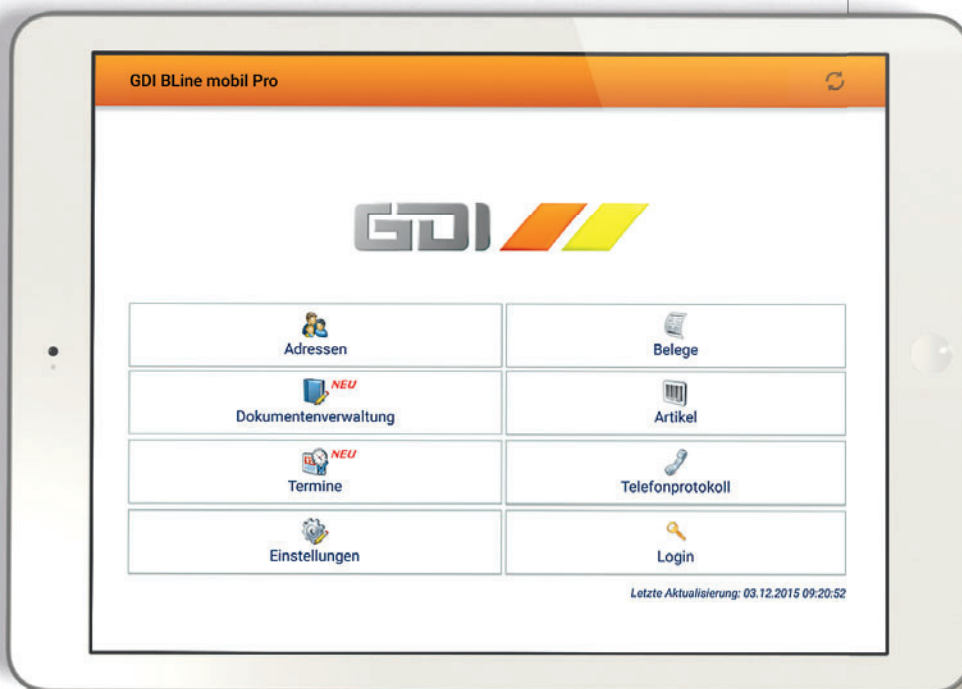 GDI BLine mobil Pro
GDI
Adressen
Belege
NEU
Dokumentenverwaltung
Artikel
NEU
Termine
Telefonprotokoll
Einstellungen
Login
Letzte Aktualisierung: 03.12.2015 09:20:52